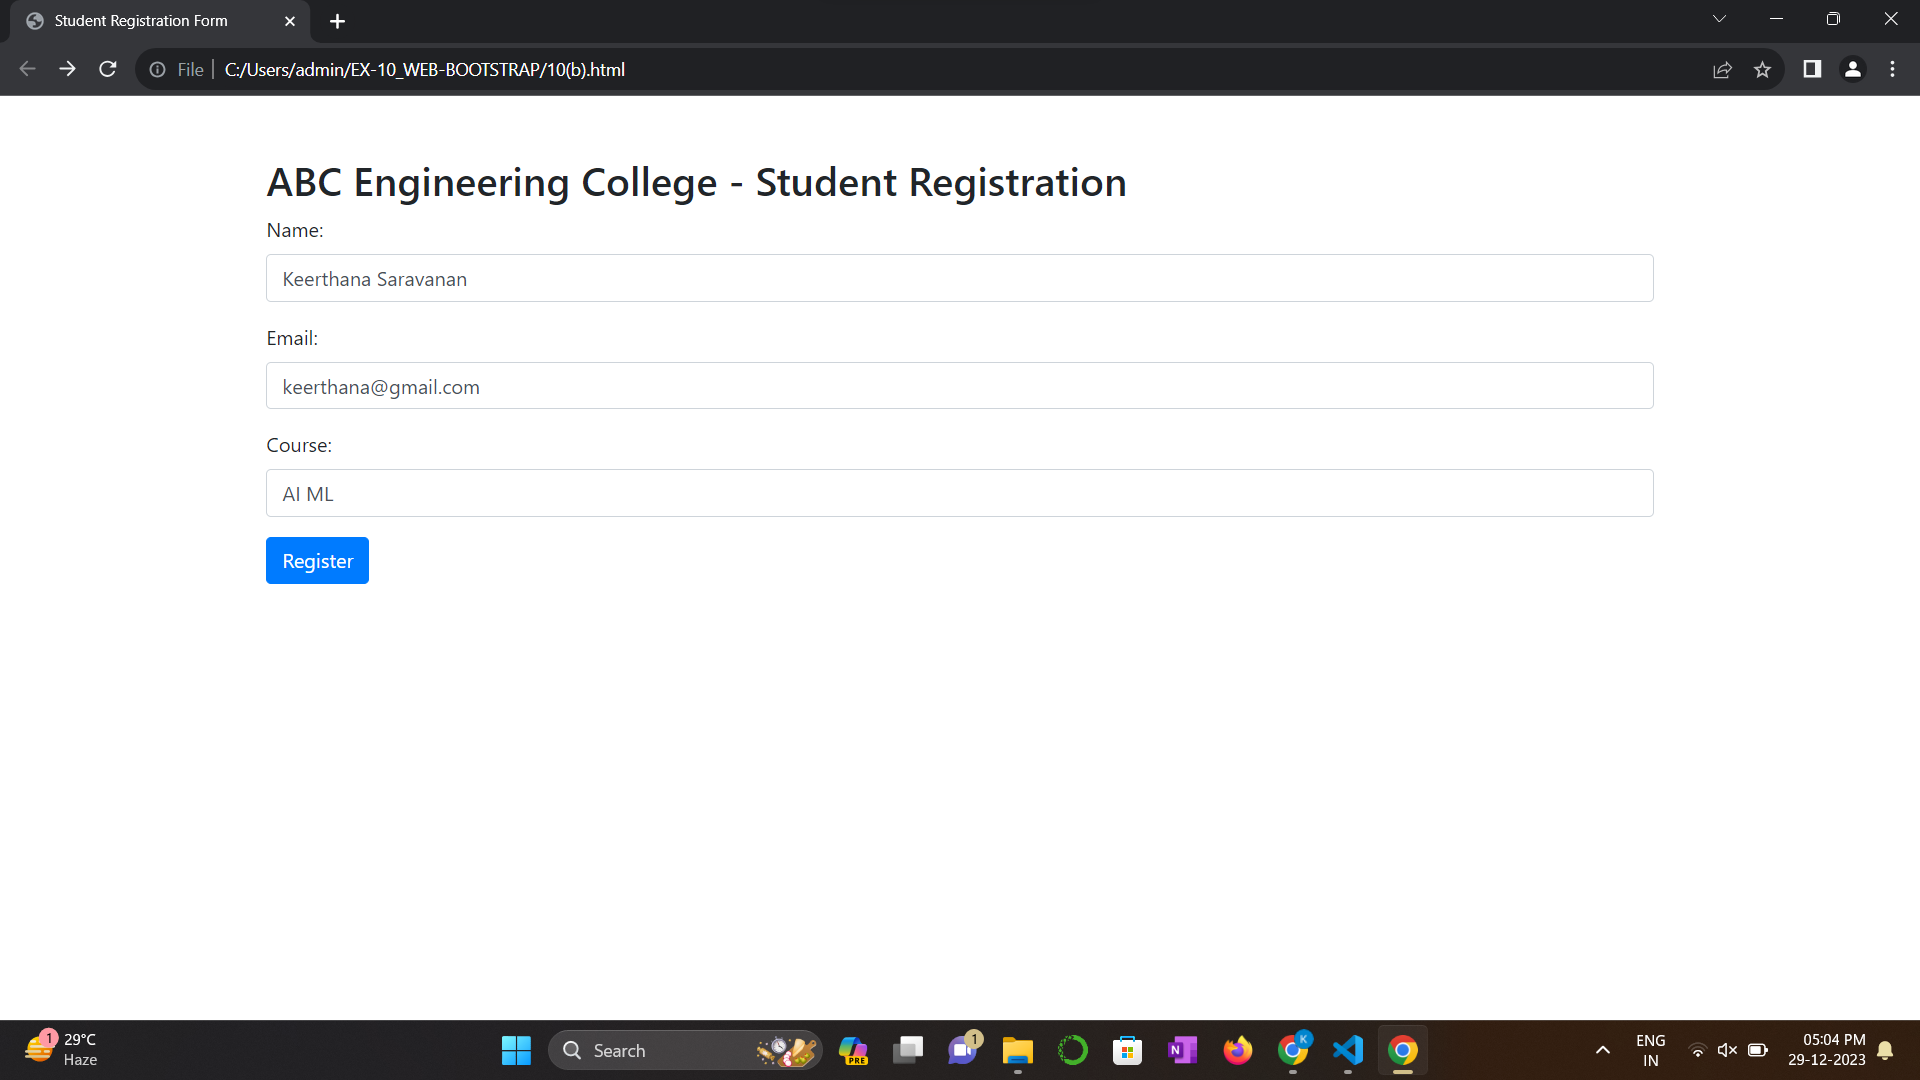 Student Registration Form
File
C:/Users/admin/EX-10_WEB-BOOTSTRAP/10(b).html
ABC Engineering College - Student Registration
Name:
Keerthana Saravanan
Email:
keerthana@gmail.com
Course:
AI ML
Register
1
29°C
Haze
Search
PRE
1
N
K
ENG
IN
05:04 PM
29-12-2023